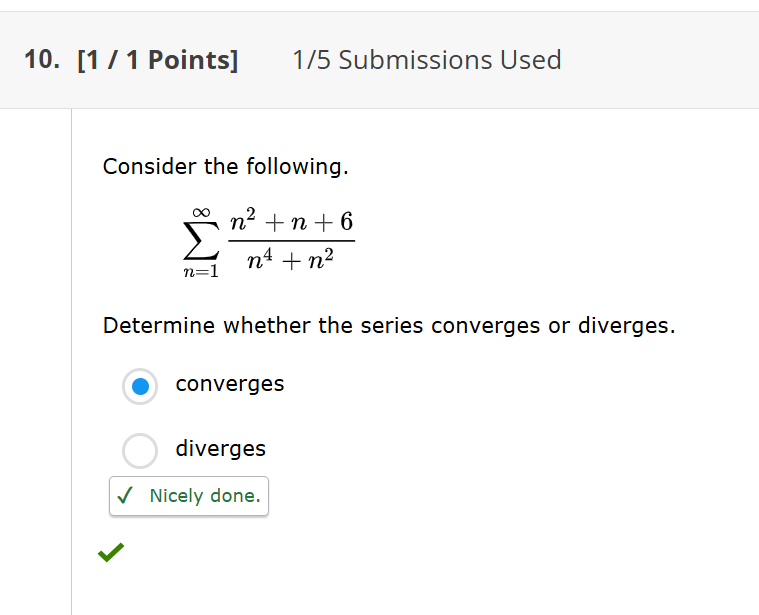 10. [1 / 1 Points] 1/5 Submissions Used
Consider the following.
∞
∑ n² + n + 6
n⁴ + n²
n=1
Determine whether the series converges or diverges.
converges
diverges
✓ Nicely done.